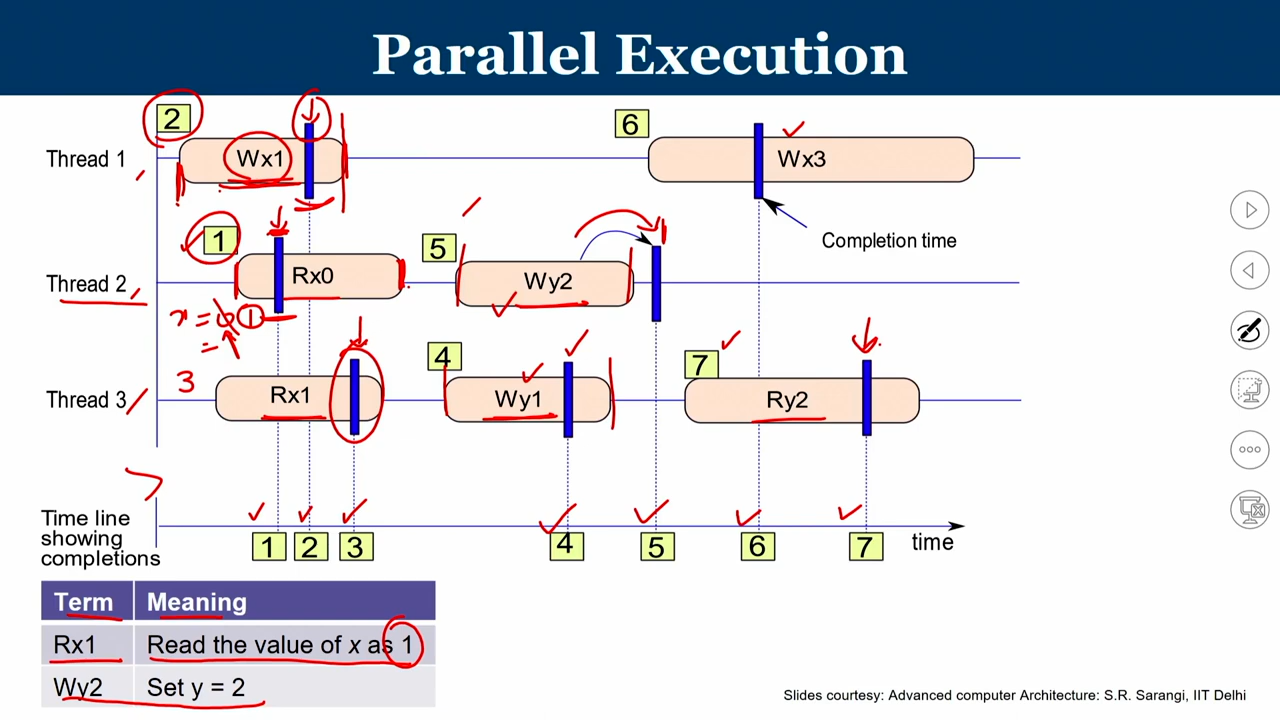 Parallel Execution
2
6
Thread 1
Wx1
Wx3
1
5
Completion time
Thread 2
Rx0
Wy2
x = 0 1
=
4
7
3
Thread 3
Rx1
Wy1
Ry2
Time line
showing
completions
1 2 3 4 5 6 7 time
Term Meaning
Rx1 Read the value of x as 1
Wy2 Set y = 2
Slides courtesy: Advanced computer Architecture: S.R. Sarangi, IIT Delhi